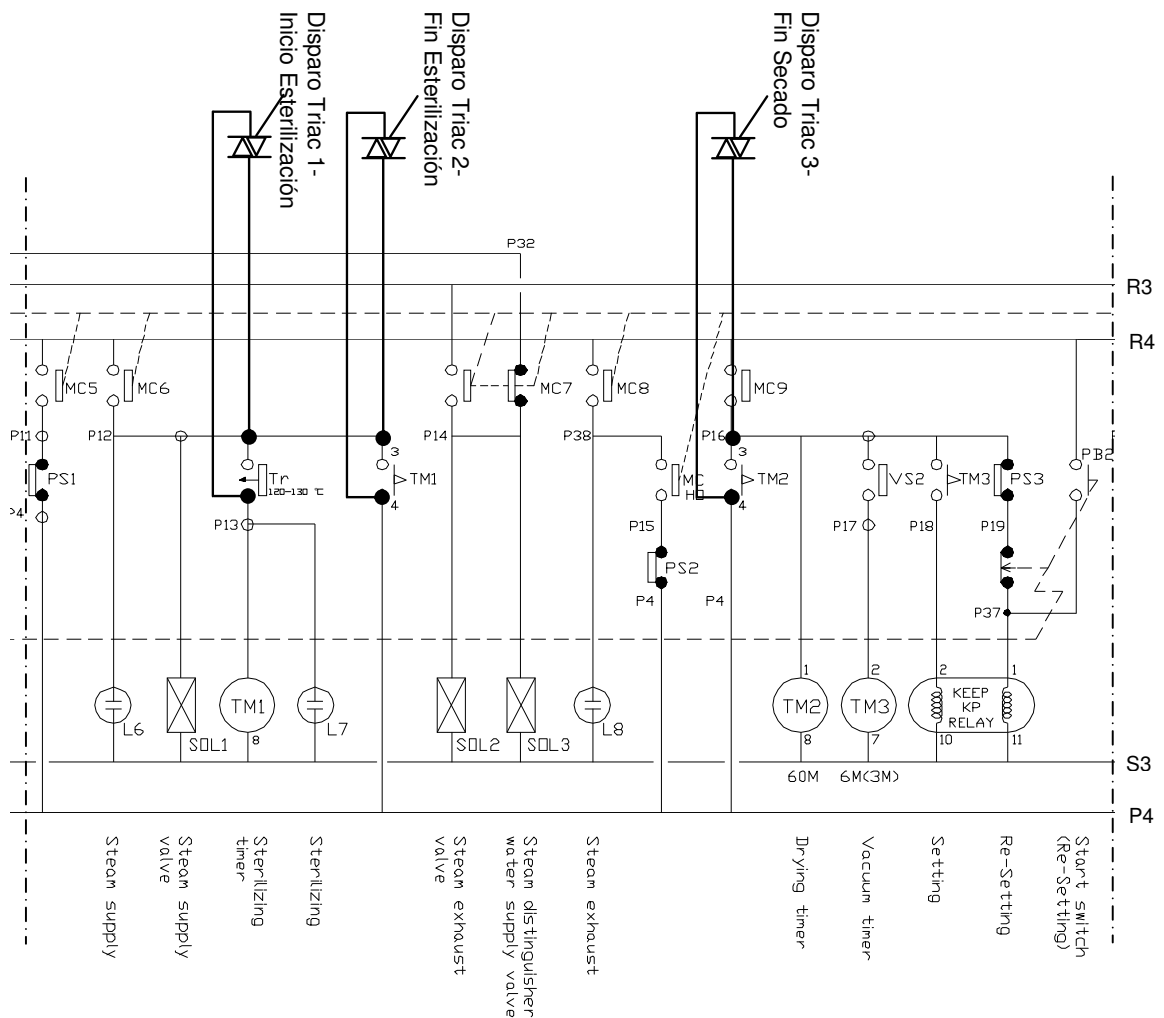 Disparo Triac 1-
Inicio Esterilización
Disparo Triac 2-
Fin Esterilización
Disparo Triac 3-
Fin Secado
P32
R3
R4
MC5
MC6
MC7
MC8
MC9
P11
P12
P14
P38
P16
PB2
PS1
Tr
120-130 ℃
3
TM1
4
MC
3
TM2
4
VS2
TM3
PS3
P4
P13
P15
P17
P18
P19
PS2
P4
P4
P37
L6
SOL1
TM1
8
L7
SOL2
SOL3
L8
1
TM2
8
2
TM3
7
2
1
KEEP
KP
RELAY
10
11
S3
60M
6M(3M)
P4
Steam supply
Steam supply
valve
Sterilizing
timer
Sterilizing
Steam exhaust
valve
Steam distinguisher
water supply valve
Steam exhaust
Drying timer
Vacuum timer
Setting
Re-Setting
Start switch
(Re-Setting)